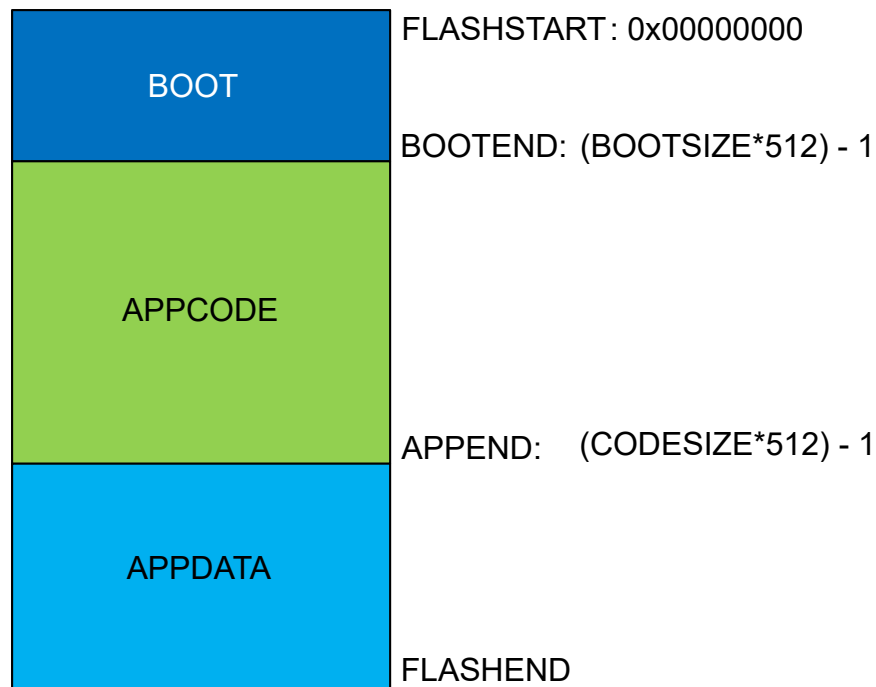 FLASHSTART: 0x00000000
BOOT
BOOTEND: (BOOTSIZE*512) - 1
APPCODE
APPEND: (CODESIZE*512) - 1
APPDATA
FLASHEND